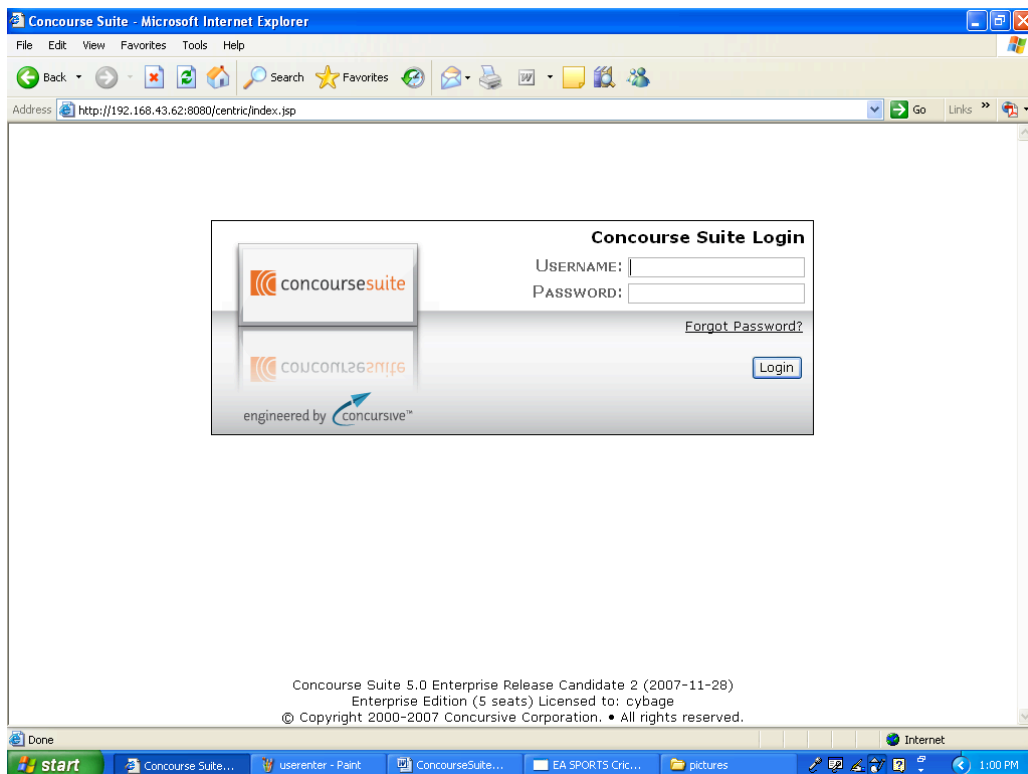 Concourse Suite - Microsoft Internet Explorer
File Edit View Favorites Tools Help
Back Search Favorites
Address http://192.168.43.62:8080/centric/index.jsp Go Links »
Concourse Suite Login
concoursesuite
USERNAME:
PASSWORD:
Forgot Password?
concoursesuite
Login
engineered by CONCURSIVE™
Concourse Suite 5.0 Enterprise Release Candidate 2 (2007-11-28)
Enterprise Edition (5 seats) Licensed to: cybage
© Copyright 2000-2007 Concursive Corporation. • All rights reserved.
Done Internet
start Concourse Suite... userenter - Paint ConcourseSuite... EA SPORTS Cric... pictures 1:00 PM